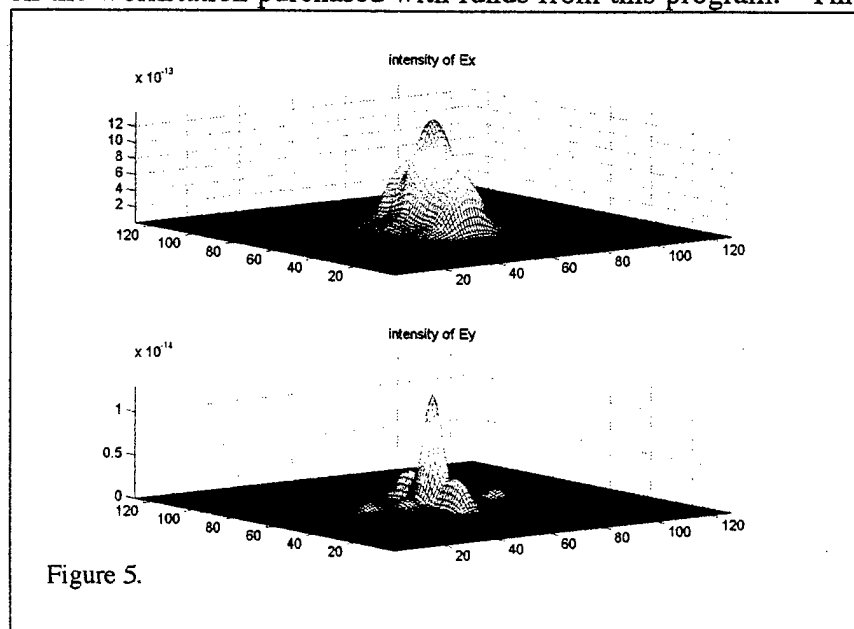 on the workstation purchased with funds from this program.
intensity of Ex
x 10^-13
12
10
8
6
4
2
120 100 80 60 40 20
20 40 60 80 100 120
intensity of Ey
x 10^-14
1
0.5
0
120 100 80 60 40 20
20 40 60 80 100 120
Figure 5.